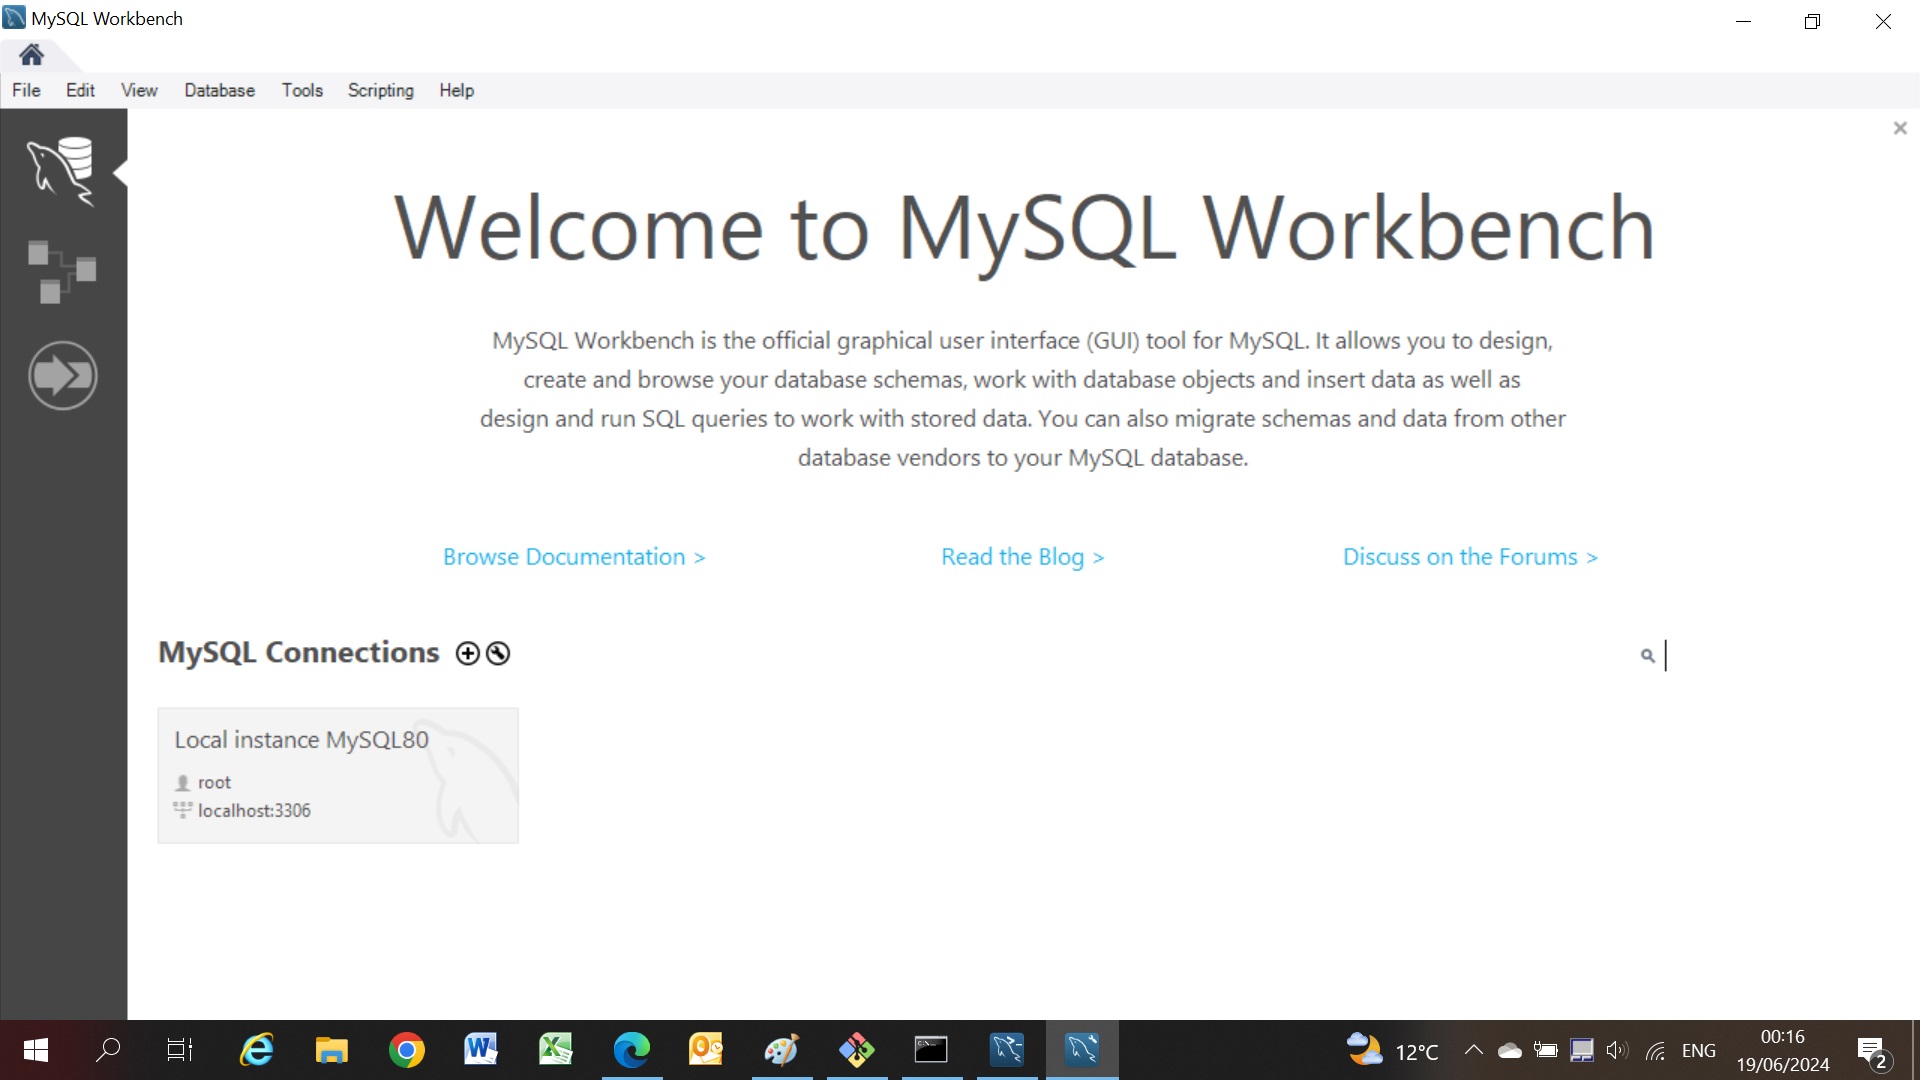 MySQL Workbench
File Edit View Database Tools Scripting Help
Welcome to MySQL Workbench
MySQL Workbench is the official graphical user interface (GUI) tool for MySQL. It allows you to design,
create and browse your database schemas, work with database objects and insert data as well as
design and run SQL queries to work with stored data. You can also migrate schemas and data from other
database vendors to your MySQL database.
Browse Documentation > Read the Blog > Discuss on the Forums >
MySQL Connections
Local instance MySQL80
root
localhost:3306
12°C ENG 00:16
19/06/2024
2